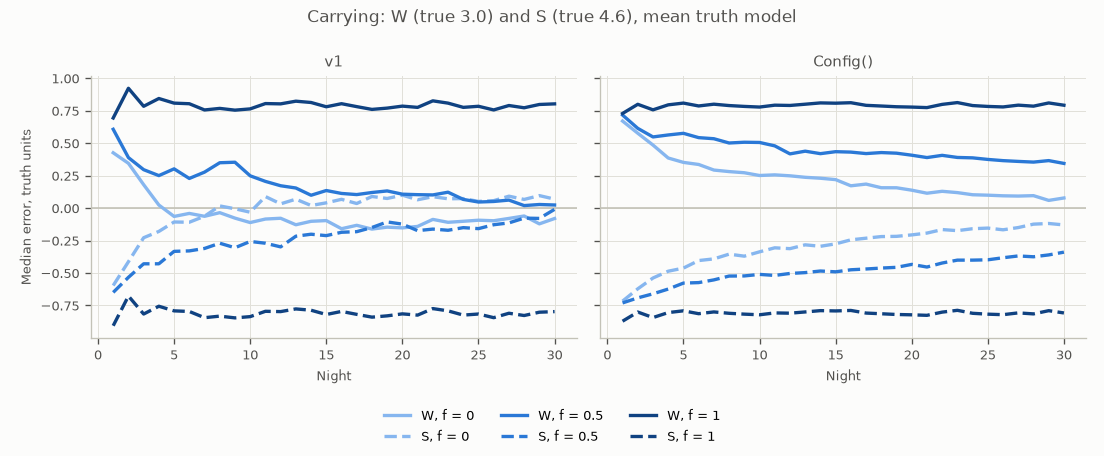 Carrying: W (true 3.0) and S (true 4.6), mean truth model
v1
Config()
Median error, truth units
1.00
0.75
0.50
0.25
0.00
−0.25
−0.50
−0.75
0 5 10 15 20 25 30
0 5 10 15 20 25 30
Night
Night
W, f = 0 W, f = 0.5 W, f = 1
S, f = 0 S, f = 0.5 S, f = 1